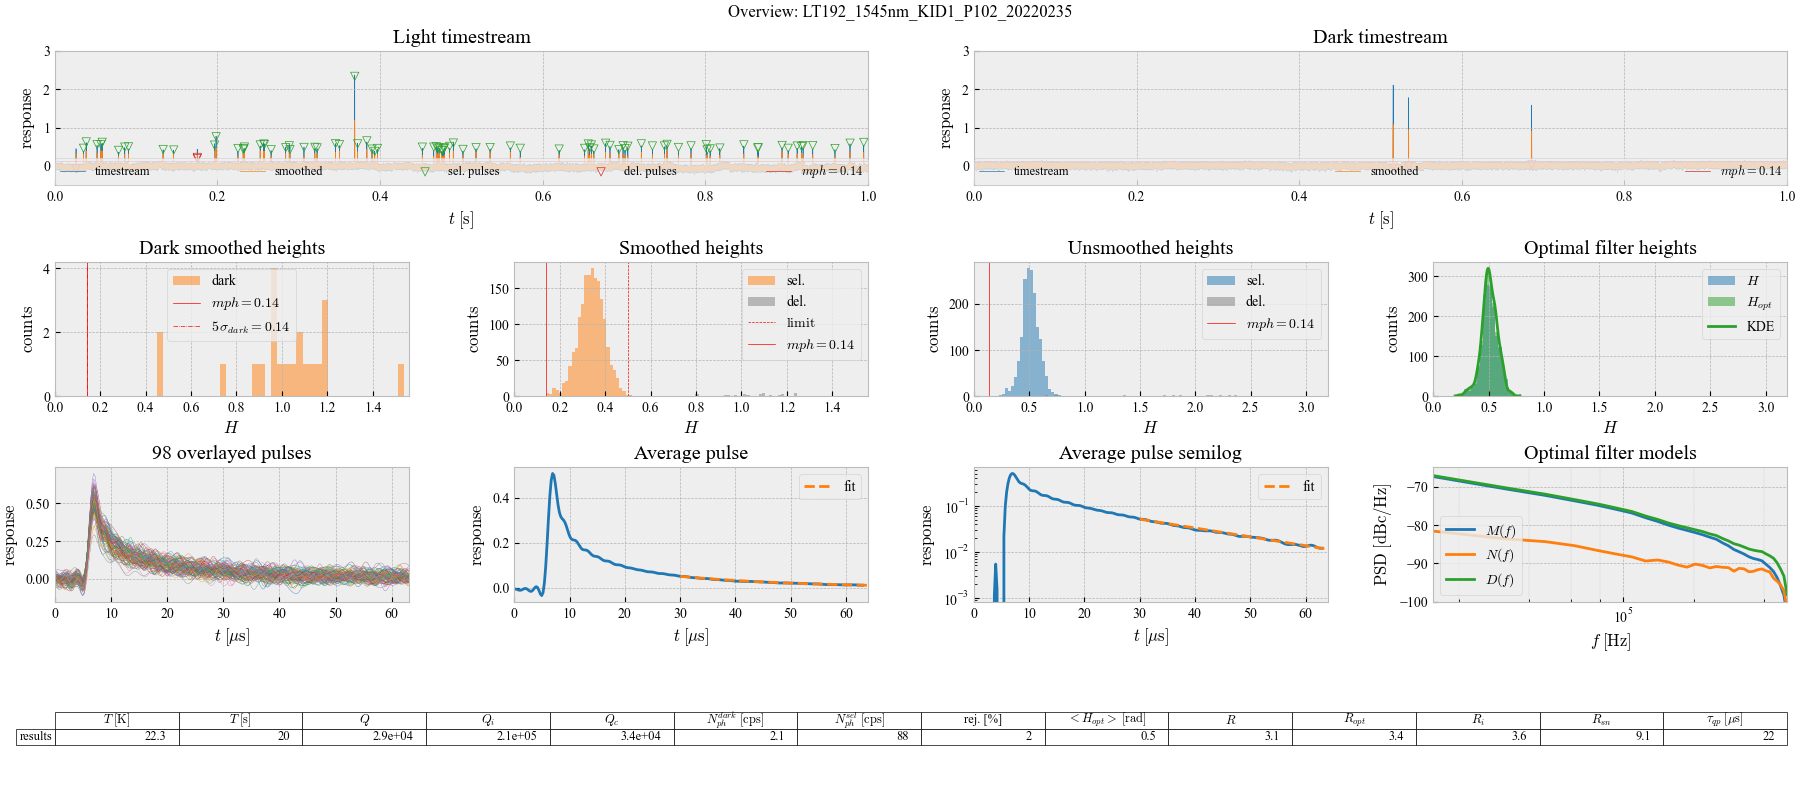 Overview: LT192_1545nm_KID1_P102_20220235
Light timestream
response
3
2
1
0
timestream smoothed sel. pulses del. pulses mph = 0.14
0.0 0.2 0.4 0.6 0.8 1.0
t [s]
Dark timestream
response
3
2
1
0
timestream smoothed mph = 0.14
0.0 0.2 0.4 0.6 0.8 1.0
t [s]
Dark smoothed heights
counts
4
2
0
dark
mph = 0.14
5σ_dark = 0.14
0.0 0.2 0.4 0.6 0.8 1.0 1.2 1.4
H
Smoothed heights
counts
150
100
50
0
sel.
del.
limit
mph = 0.14
0.0 0.2 0.4 0.6 0.8 1.0 1.2 1.4
H
Unsmoothed heights
counts
200
100
0
sel.
del.
mph = 0.14
0.0 0.5 1.0 1.5 2.0 2.5 3.0
H
Optimal filter heights
counts
300
200
100
0
H
H_opt
KDE
0.0 0.5 1.0 1.5 2.0 2.5 3.0
H
98 overlayed pulses
response
0.50
0.25
0.00
0 10 20 30 40 50 60
t [μs]
Average pulse
response
0.4
0.2
0.0
fit
0 10 20 30 40 50 60
t [μs]
Average pulse semilog
response
10⁻¹
10⁻²
10⁻³
fit
0 10 20 30 40 50 60
t [μs]
Optimal filter models
PSD [dBc/Hz]
−70
−80
−90
−100
M(f)
N(f)
D(f)
10⁵
f [Hz]
T [K] T [s] Q Q_i Q_c N_ph^dark [cps] N_ph^sel [cps] rej. [%] < H_opt > [rad] R R_opt R_i R_sn τ_qp [μs]
results 22.3 20 2.9e+04 2.1e+05 3.4e+04 2.1 88 2 0.5 3.1 3.4 3.6 9.1 22